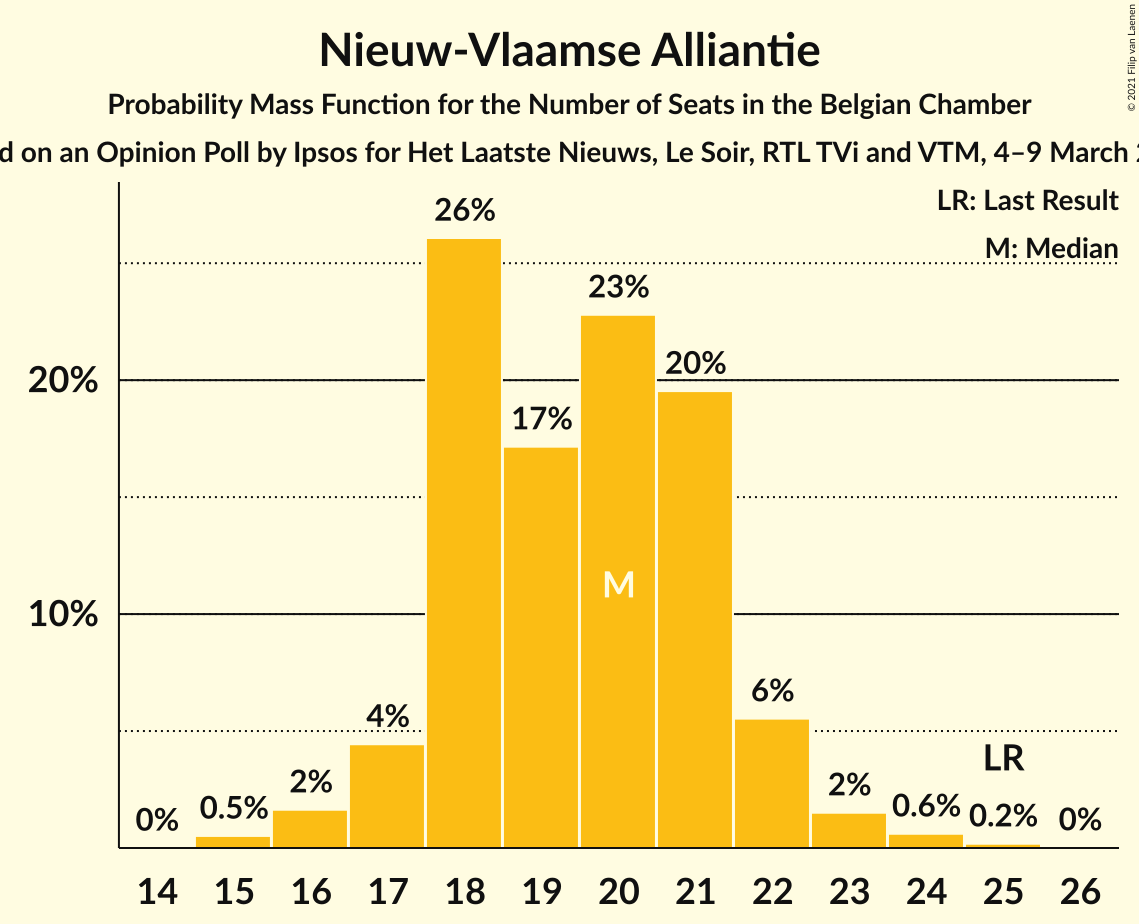 Nieuw-Vlaamse Alliantie
Probability Mass Function for the Number of Seats in the Belgian Chamber
on an Opinion Poll by Ipsos for Het Laatste Nieuws, Le Soir, RTL TVi and VTM, 4–9 March
© 2021 Filip van Laenen
LR: Last Result
M: Median
26%
23%
20%
20%
17%
M
10%
6%
4%
LR
2%
2%
0%
0.5%
0.6%
0.2%
0%
14 15 16 17 18 19 20 21 22 23 24 25 26